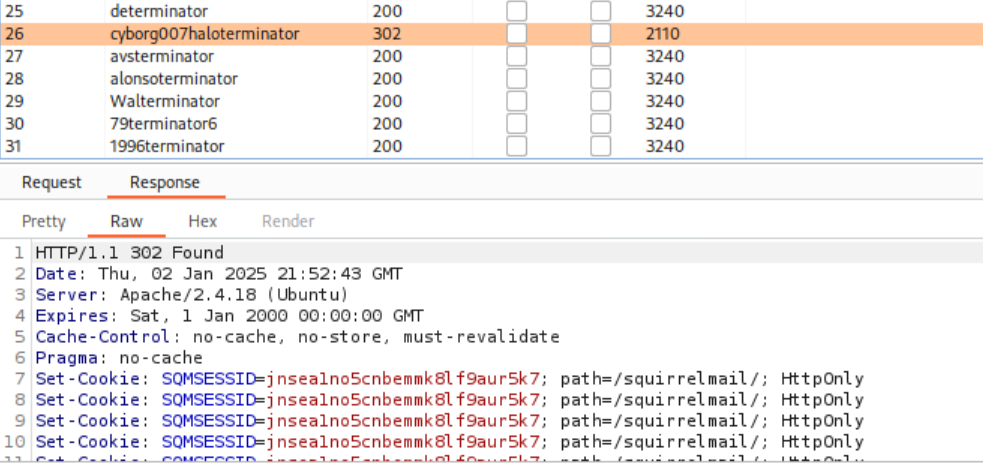 25 determinator 200 3240
26 cyborg007haloterminator 302 2110
27 avsterminator 200 3240
28 alonsoterminator 200 3240
29 Walterminator 200 3240
30 79terminator6 200 3240
31 1996terminator 200 3240
Request Response
Pretty Raw Hex Render
1 HTTP/1.1 302 Found
2 Date: Thu, 02 Jan 2025 21:52:43 GMT
3 Server: Apache/2.4.18 (Ubuntu)
4 Expires: Sat, 1 Jan 2000 00:00:00 GMT
5 Cache-Control: no-cache, no-store, must-revalidate
6 Pragma: no-cache
7 Set-Cookie: SQMSESSID=jnsea1no5cnbemmk8lf9aur5k7; path=/squirrelmail/; HttpOnly
8 Set-Cookie: SQMSESSID=jnsea1no5cnbemmk8lf9aur5k7; path=/squirrelmail/; HttpOnly
9 Set-Cookie: SQMSESSID=jnsea1no5cnbemmk8lf9aur5k7; path=/squirrelmail/; HttpOnly
10 Set-Cookie: SQMSESSID=jnsea1no5cnbemmk8lf9aur5k7; path=/squirrelmail/; HttpOnly